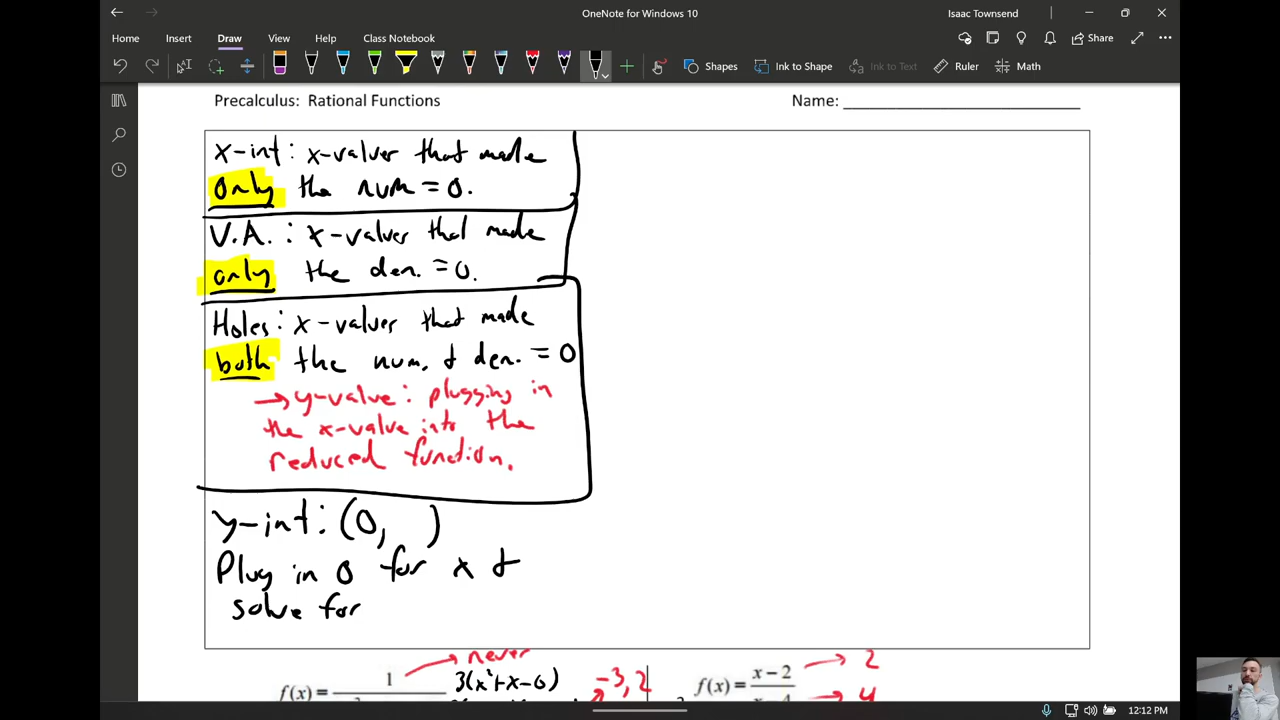 OneNote for Windows 10
Isaac Townsend
Home Insert Draw View Help Class Notebook
Share
Shapes Ink to Shape Ink to Text Ruler Math
Precalculus: Rational Functions Name:
x-int: x-values that made
only the num = 0.
V.A.: x-values that made
only the den. = 0.
Holes: x-values that made
both the num. & den. = 0
→ y-value: plugging in
the x-value into the
reduced function.
y-int: (0, )
Plug in 0 for x &
solve for
never
f(x) = 1
3(x²+x-6)
-3, 2
f(x) = x-2
2
x-4
4
12:12 PM